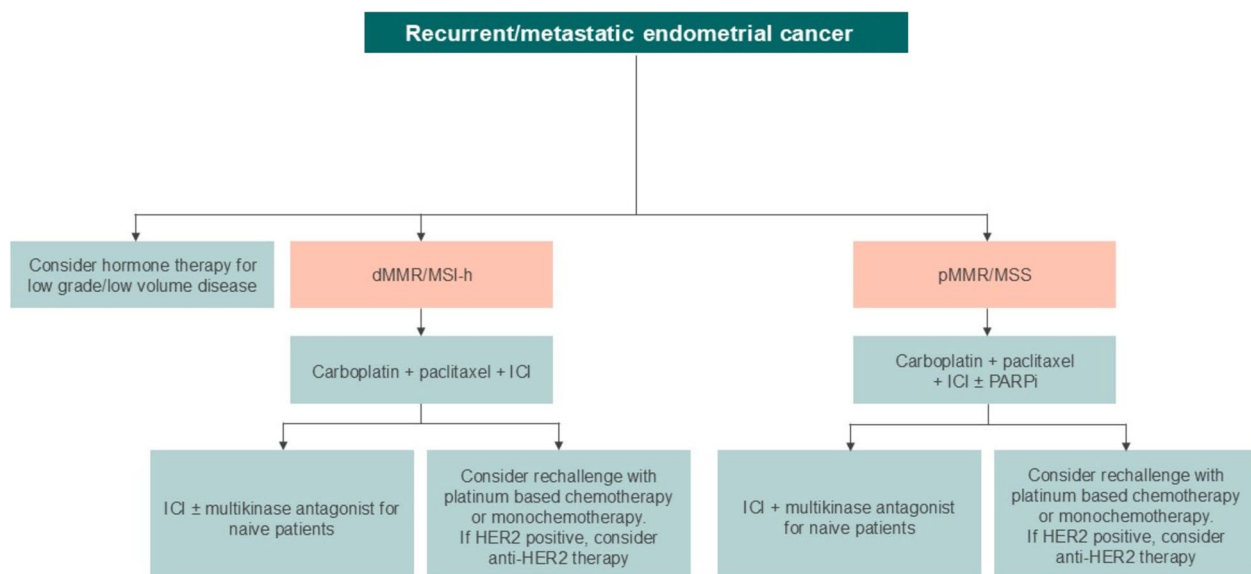 Recurrent/metastatic endometrial cancer
Consider hormone therapy for
low grade/low volume disease
dMMR/MSI-h
pMMR/MSS
Carboplatin + paclitaxel + ICI
Carboplatin + paclitaxel
+ ICI ± PARPi
ICI ± multikinase antagonist for
naive patients
Consider rechallenge with
platinum based chemotherapy
or monochemotherapy.
If HER2 positive, consider
anti-HER2 therapy
ICI + multikinase antagonist
for naive patients
Consider rechallenge with
platinum based chemotherapy
or monochemotherapy.
If HER2 positive, consider
anti-HER2 therapy